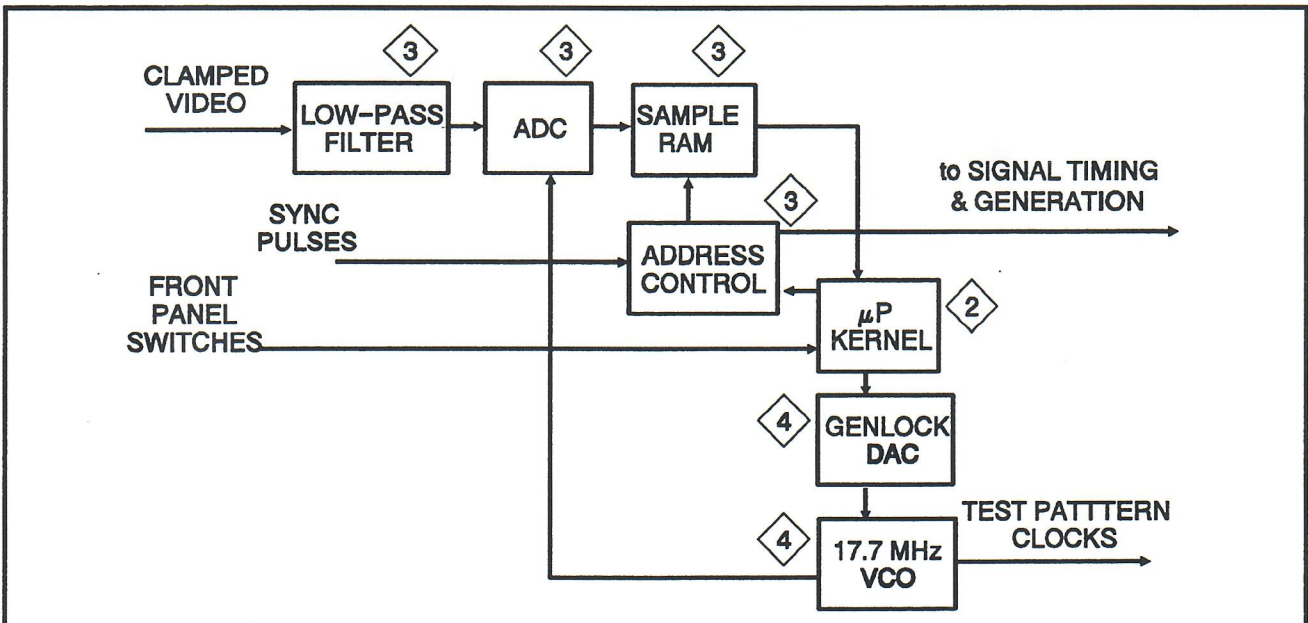 3
3
3
CLAMPED
VIDEO
LOW-PASS
FILTER
ADC
SAMPLE
RAM
to SIGNAL TIMING
& GENERATION
3
SYNC
PULSES
ADDRESS
CONTROL
FRONT
PANEL
SWITCHES
μP
KERNEL
2
4
GENLOCK
DAC
4
17.7 MHz
VCO
TEST PATTTERN
CLOCKS